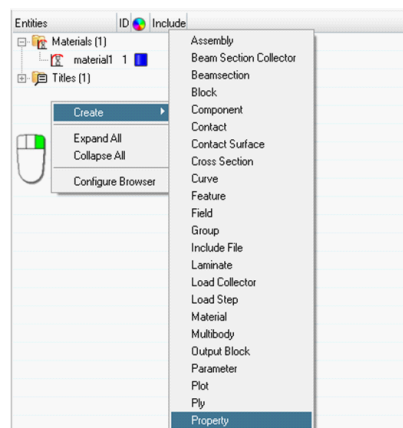 Entities ID Include
Materials (1)
material1 1
Titles (1)
Create
Expand All
Collapse All
Configure Browser
Assembly
Beam Section Collector
Beamsection
Block
Component
Contact
Contact Surface
Cross Section
Curve
Feature
Field
Group
Include File
Laminate
Load Collector
Load Step
Material
Multibody
Output Block
Parameter
Plot
Ply
Property